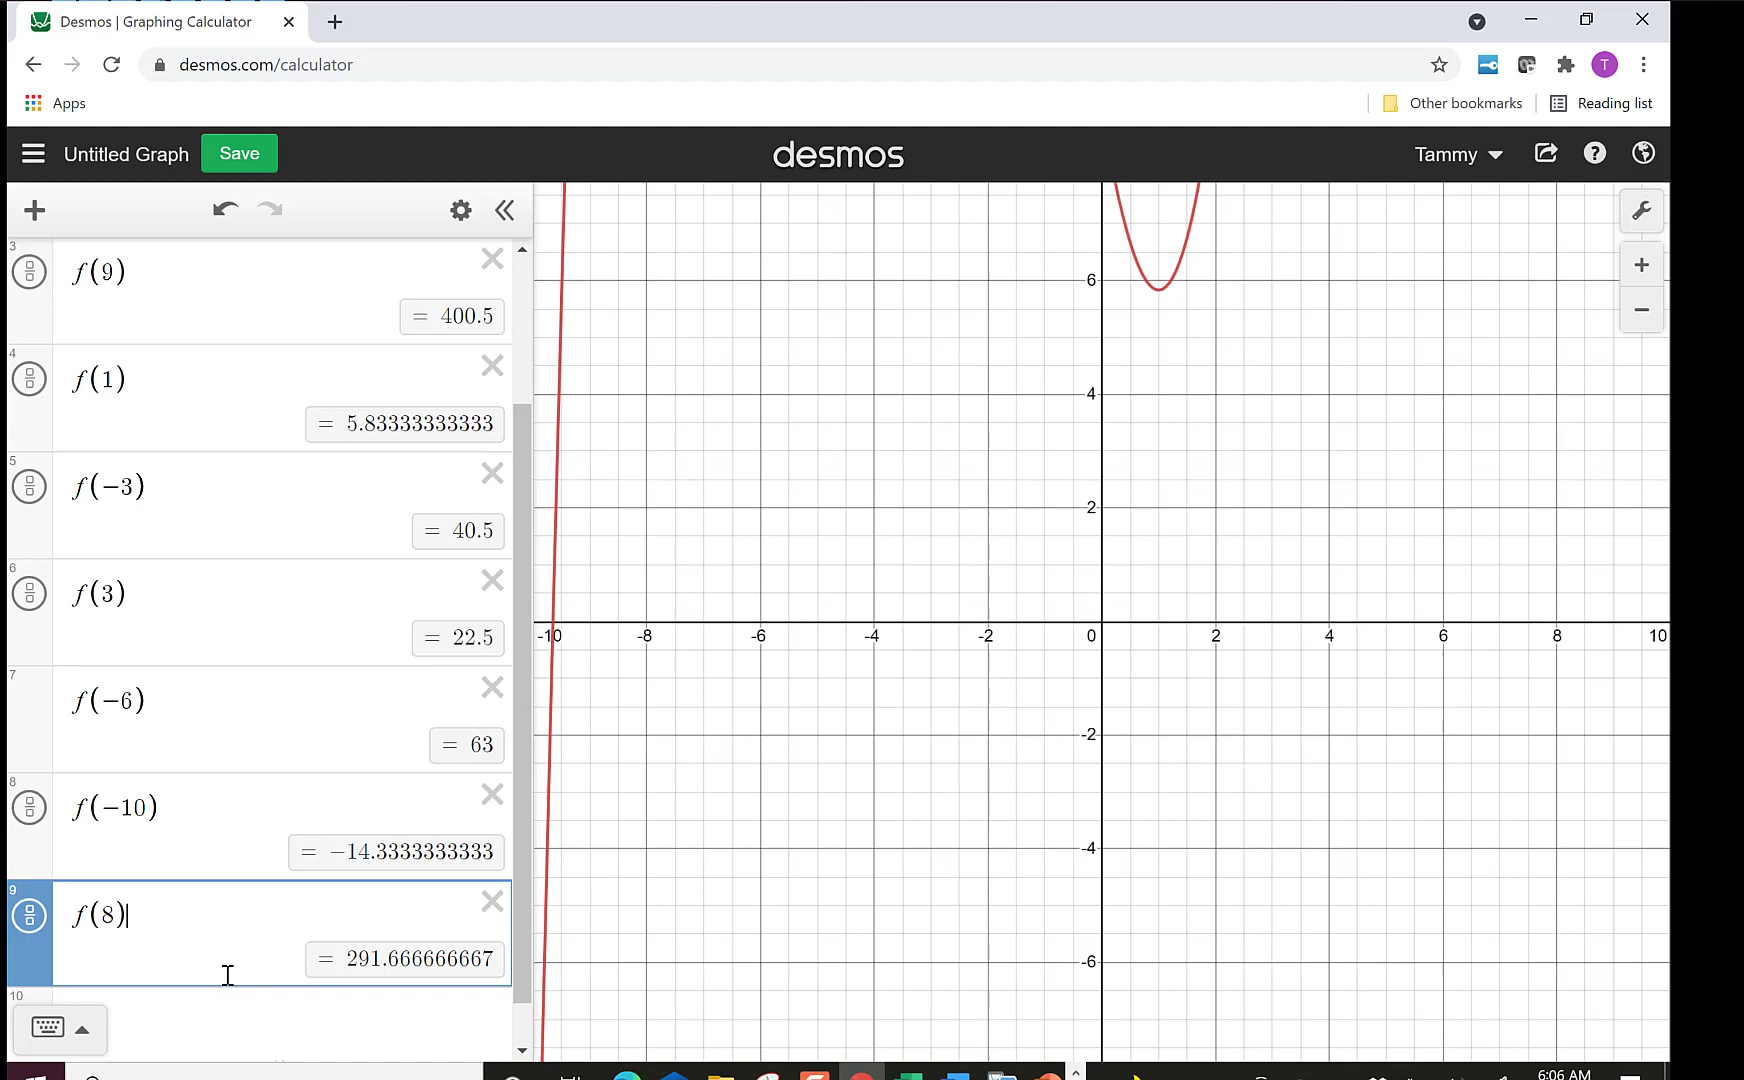 Desmos | Graphing Calculator
desmos.com/calculator
T
Apps
Other bookmarks
Reading list
Untitled Graph
Save
desmos
Tammy
3
f(9)
= 400.5
4
f(1)
= 5.83333333333
5
f(−3)
= 40.5
6
f(3)
= 22.5
7
f(−6)
= 63
8
f(−10)
= −14.3333333333
9
f(8)
= 291.666666667
10
6
4
2
-10 -8 -6 -4 -2 0 2 4 6 8 10
-2
-4
-6
6:06 AM